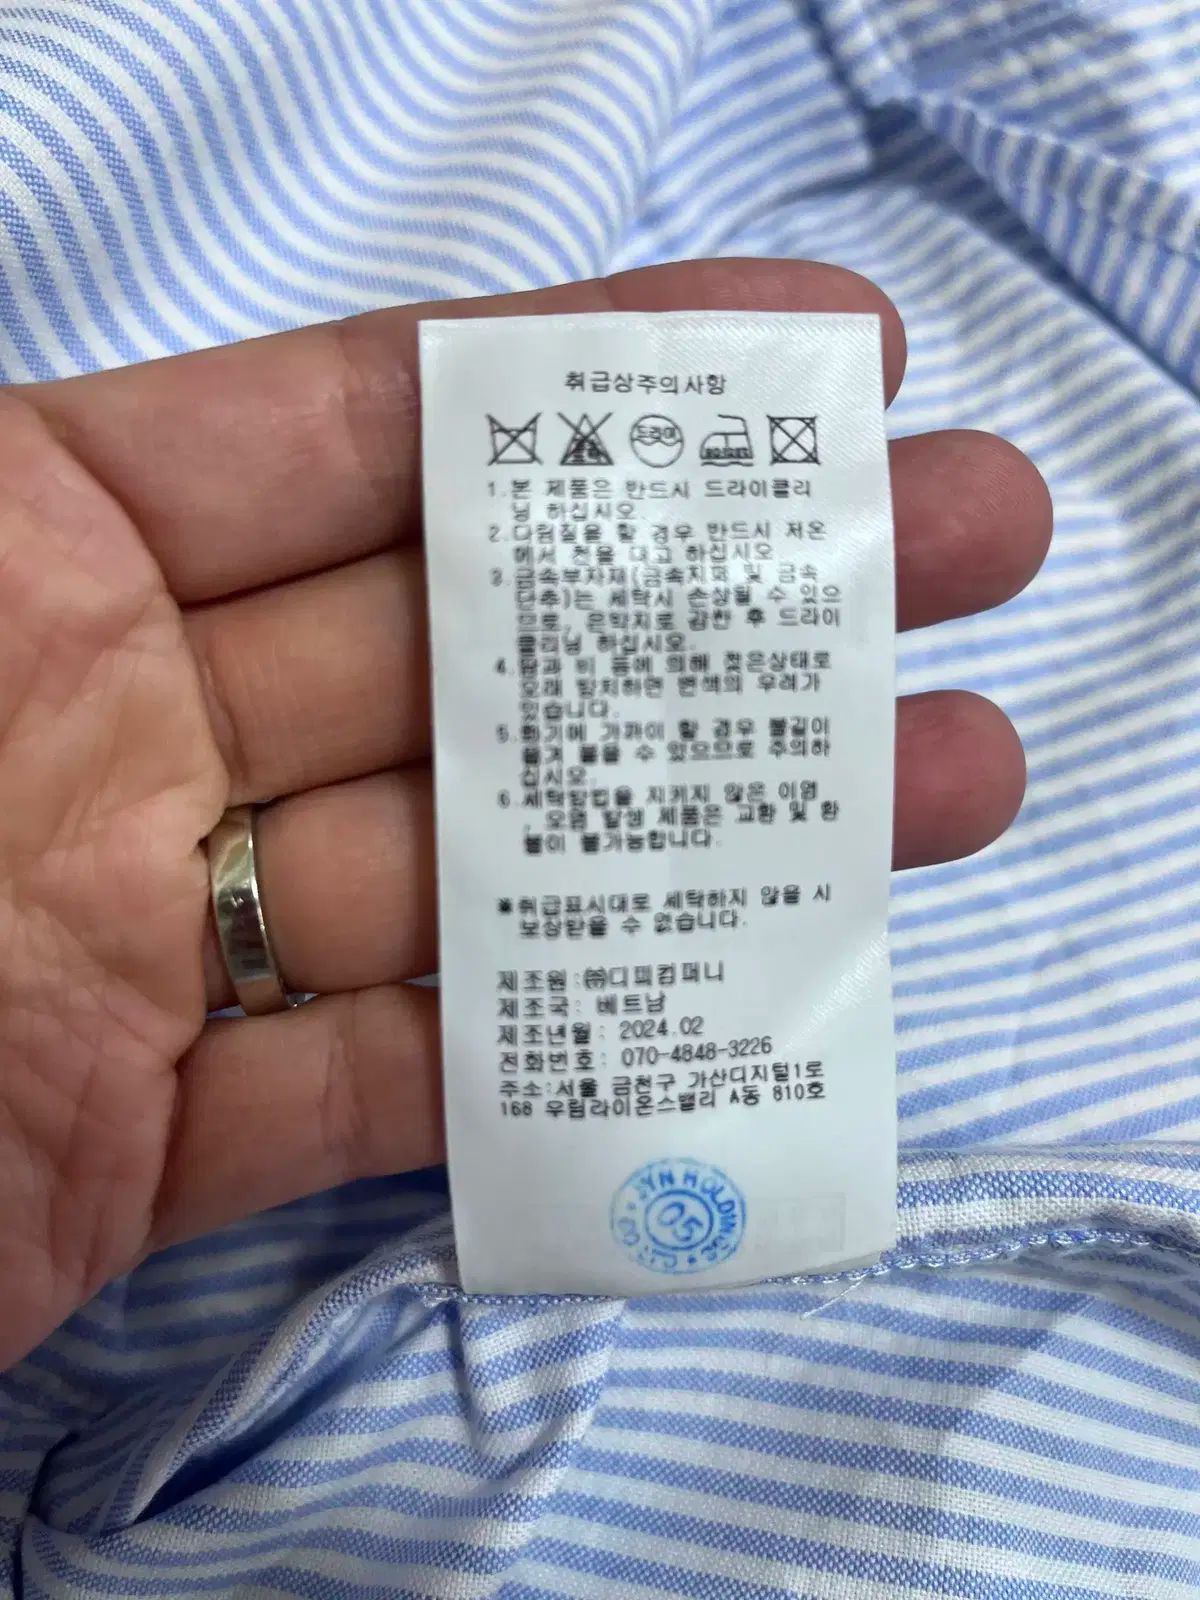 취급상주의사항
드라이
1.본 제품은 반드시 드라이클리
닝 하십시오
2.다림질을 할 경우 반드시 저온
에서 천을 대고 하십시오
3.금속부자재(금속지퍼 및 금속
단추)는 세탁시 손상될 수 있으
므로, 은박지로 감싼 후 드라이
클리닝 하십시오.
4.땀과 비 등에 의해 젖은상태로
오래 방치하면 변색의 우려가
있습니다.
5.화기에 가까이 할 경우 불길이
옮겨 붙을 수 있으므로 주의하
십시오.
6.세탁방법을 지키지 않은 이염
, 오염 발생 제품은 교환 및 환
불이 불가능합니다.
※취급표시대로 세탁하지 않을 시
보상받을 수 없습니다.
제조원:㈜디피컴퍼니
제조국: 베트남
제조년월: 2024.02
전화번호: 070-4848-3226
주소:서울 금천구 가산디지털1로
168 우림라이온스밸리 A동 810호
JYN HOLDINGS
05